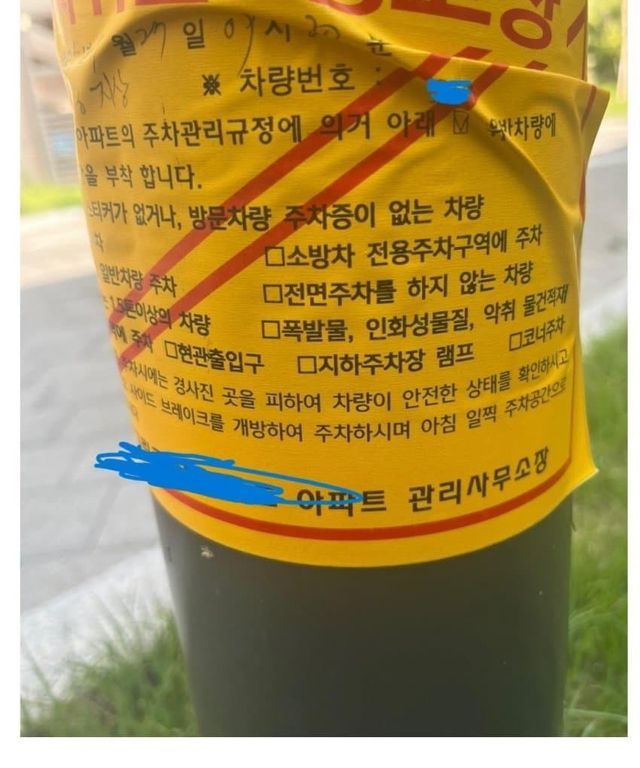 월 27 일 09 시 20 분
지상 ※ 차량번호 :
아파트의 주차관리규정에 의거 아래 ☑ 위반차량에
을 부착 합니다.
스티커가 없거나, 방문차량 주차증이 없는 차량
차 □소방차 전용주차구역에 주차
일반차량 주차 □전면주차를 하지 않는 차량
1.5톤이상의 차량 □폭발물, 인화성물질, 악취 물건적재
주차 □현관출입구 □지하주차장 램프 □코너주차
주차시에는 경사진 곳을 피하여 차량이 안전한 상태를 확인하시고,
사이드 브레이크를 개방하여 주차하시며 아침 일찍 주차공간으로
아파트 관리사무소장